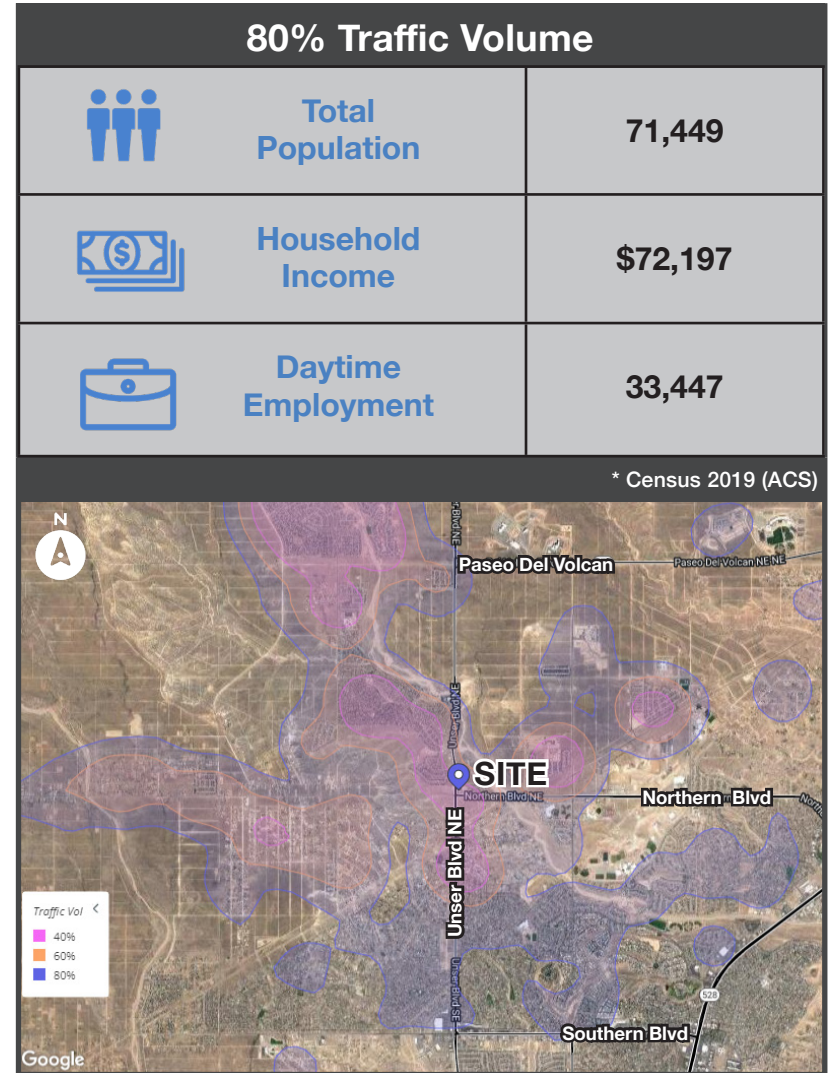 80% Traffic Volume
Total
Population
71,449
Household
Income
$72,197
Daytime
Employment
33,447
* Census 2019 (ACS)
N
Blvd NE
Paseo Del Volcan
Paseo Del Volcan NE NE
Unser Blvd NE
SITE
Northern Blvd NE
Northern Blvd
Unser Blvd NE
Traffic Vol
40%
60%
80%
Unser Blvd SE
528
Southern Blvd
Google